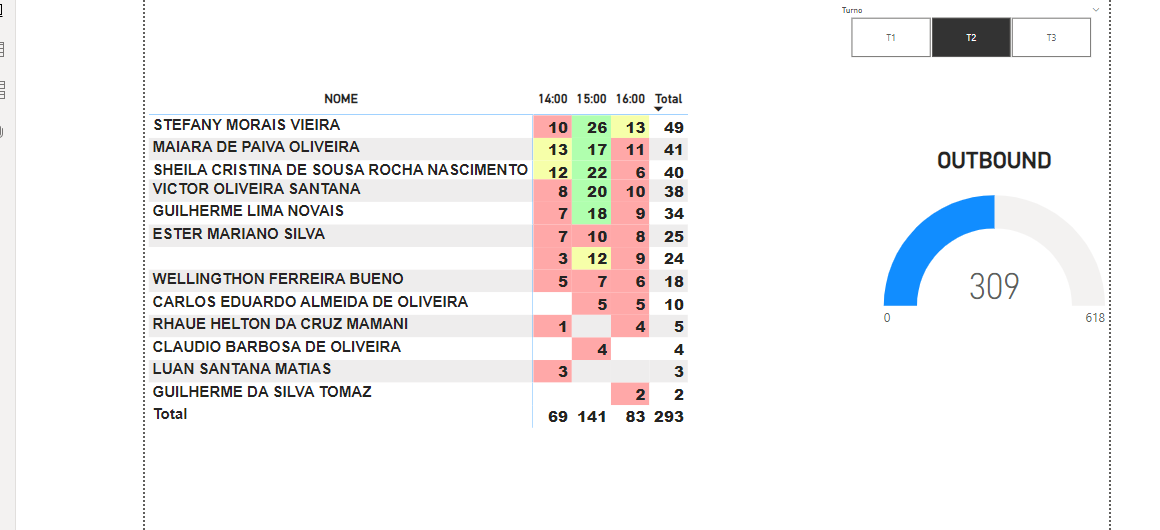 Turno
T1 T2 T3
NOME 14:00 15:00 16:00 Total
STEFANY MORAIS VIEIRA 10 26 13 49
MAIARA DE PAIVA OLIVEIRA 13 17 11 41
SHEILA CRISTINA DE SOUSA ROCHA NASCIMENTO 12 22 6 40
VICTOR OLIVEIRA SANTANA 8 20 10 38
GUILHERME LIMA NOVAIS 7 18 9 34
ESTER MARIANO SILVA 7 10 8 25
3 12 9 24
WELLINGTHON FERREIRA BUENO 5 7 6 18
CARLOS EDUARDO ALMEIDA DE OLIVEIRA 5 5 10
RHAUE HELTON DA CRUZ MAMANI 1 4 5
CLAUDIO BARBOSA DE OLIVEIRA 4 4
LUAN SANTANA MATIAS 3 3
GUILHERME DA SILVA TOMAZ 2 2
Total 69 141 83 293
OUTBOUND
309
0 618